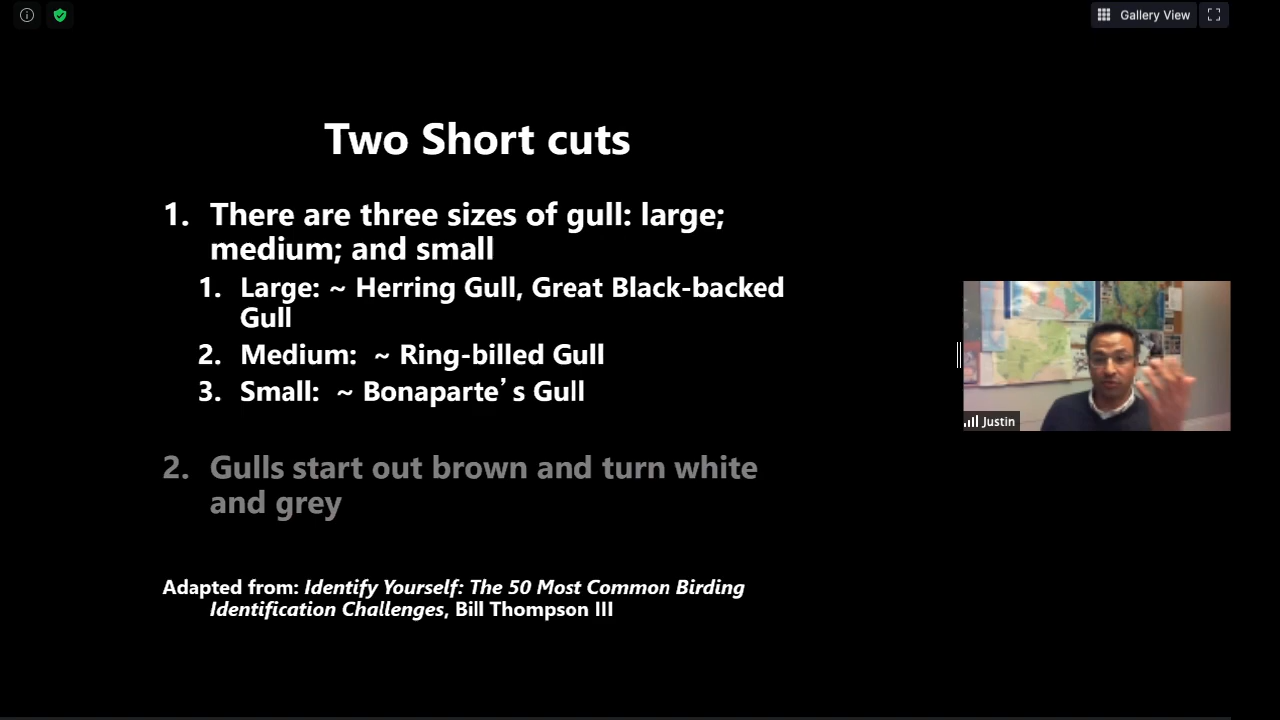 Gallery View
Two Short cuts
1. There are three sizes of gull: large;
medium; and small
1. Large: ~ Herring Gull, Great Black-backed
Gull
2. Medium: ~ Ring-billed Gull
3. Small: ~ Bonaparte’s Gull
Justin
2. Gulls start out brown and turn white
and grey
Adapted from: Identify Yourself: The 50 Most Common Birding
Identification Challenges, Bill Thompson III